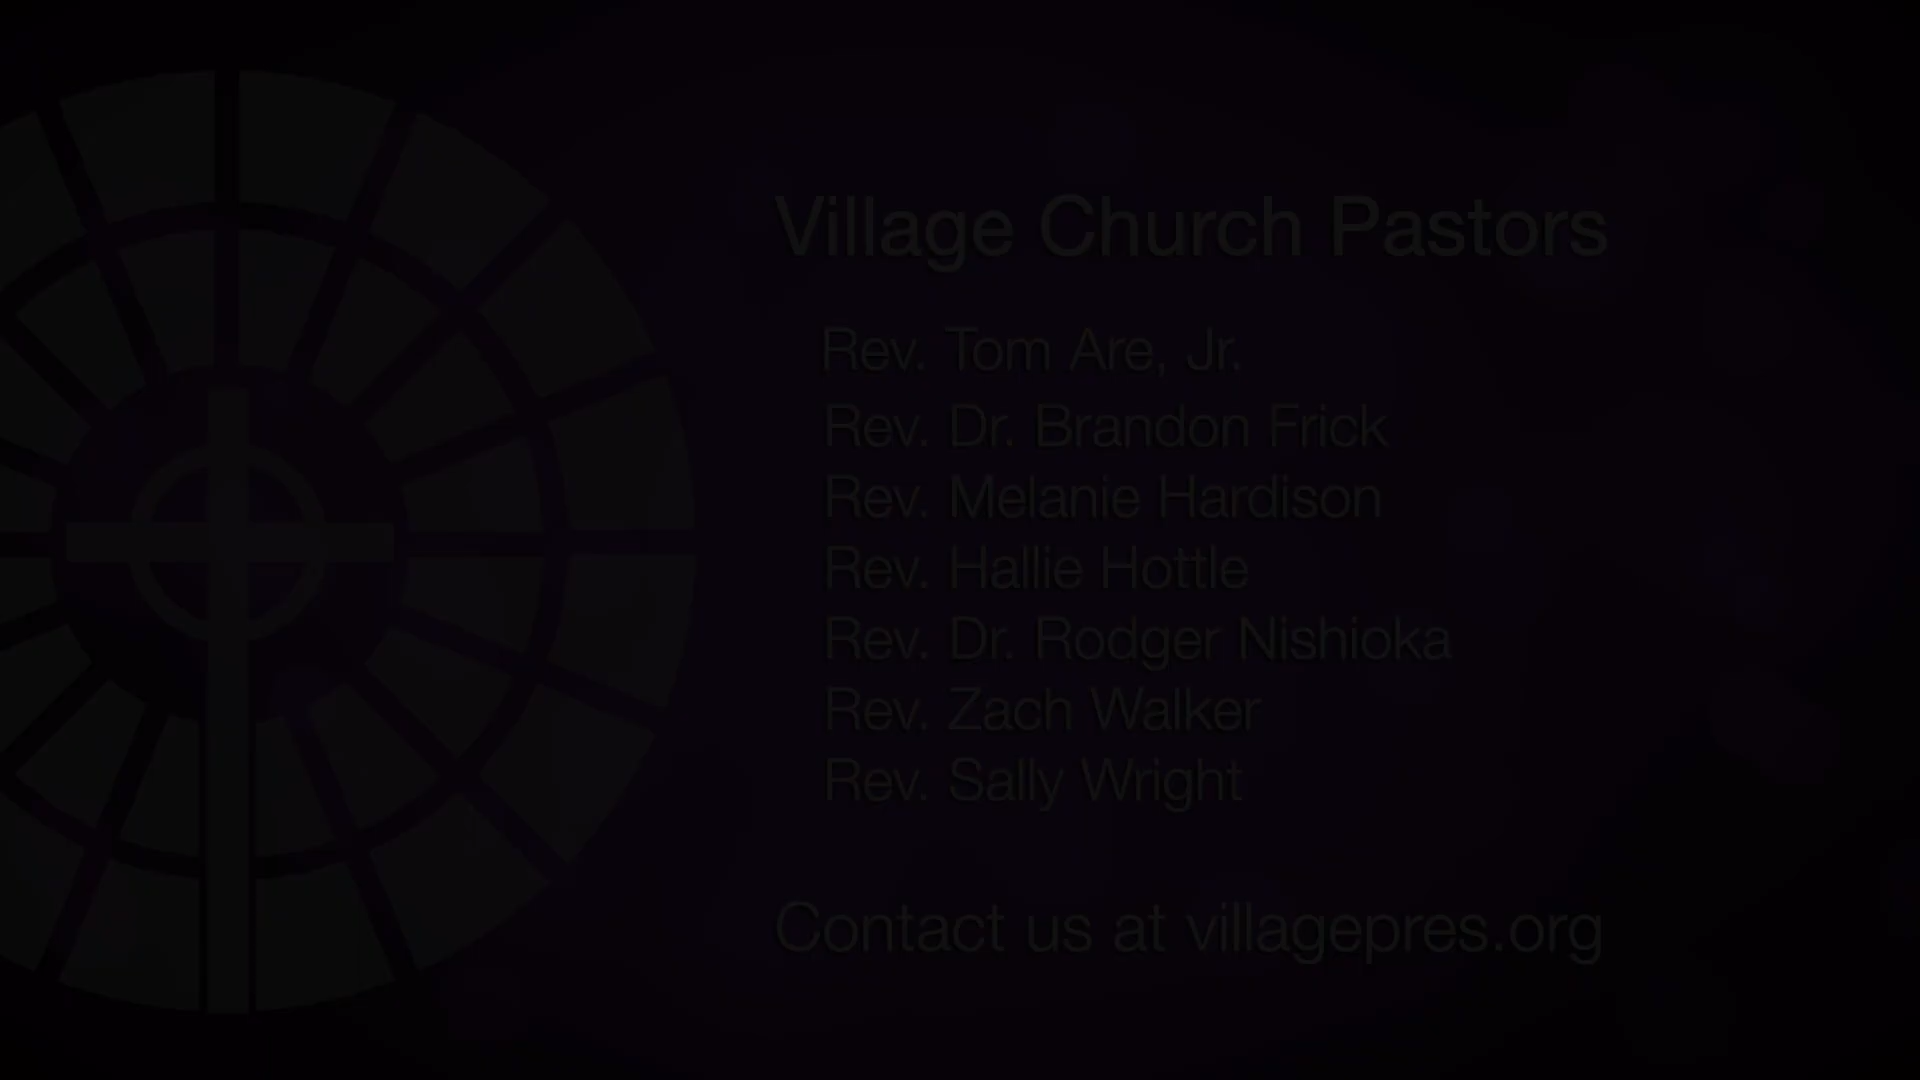 Village Church Pastors
Rev. Tom Are, Jr.
Rev. Dr. Brandon Frick
Rev. Melanie Hardison
Rev. Hallie Hottle
Rev. Dr. Rodger Nishioka
Rev. Zach Walker
Rev. Sally Wright
Contact us at villagepres.org